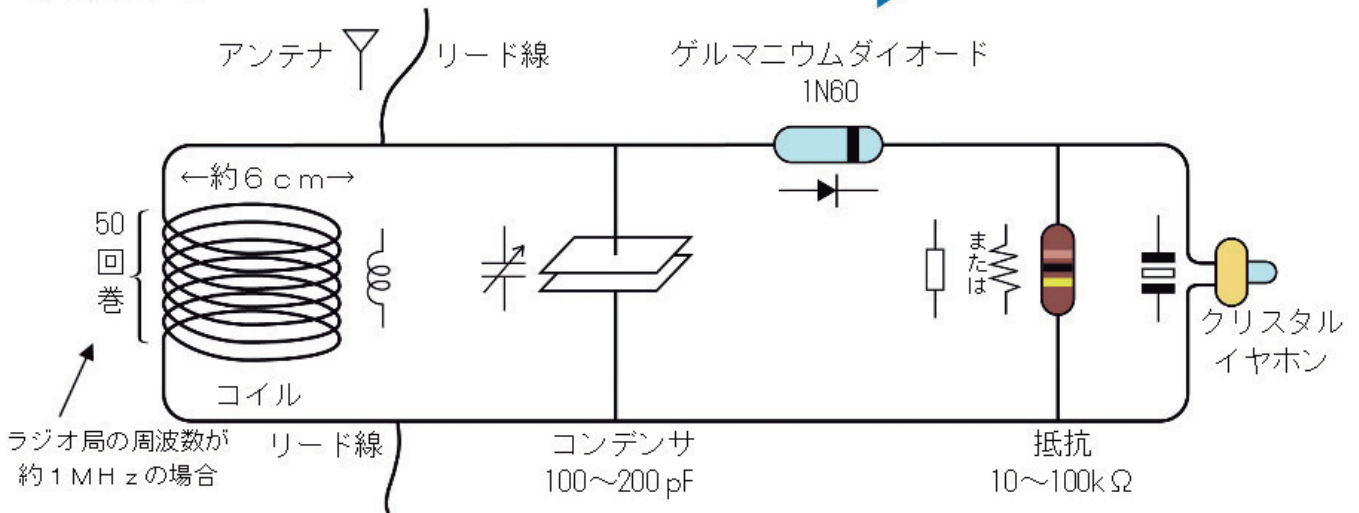 アンテナ
リード線
ゲルマニウムダイオード
1N60
←約6cm→
50
回
巻
または
コイル
クリスタル
イヤホン
ラジオ局の周波数が
約1MHzの場合
リード線
コンデンサ
100～200pF
抵抗
10～100kΩ